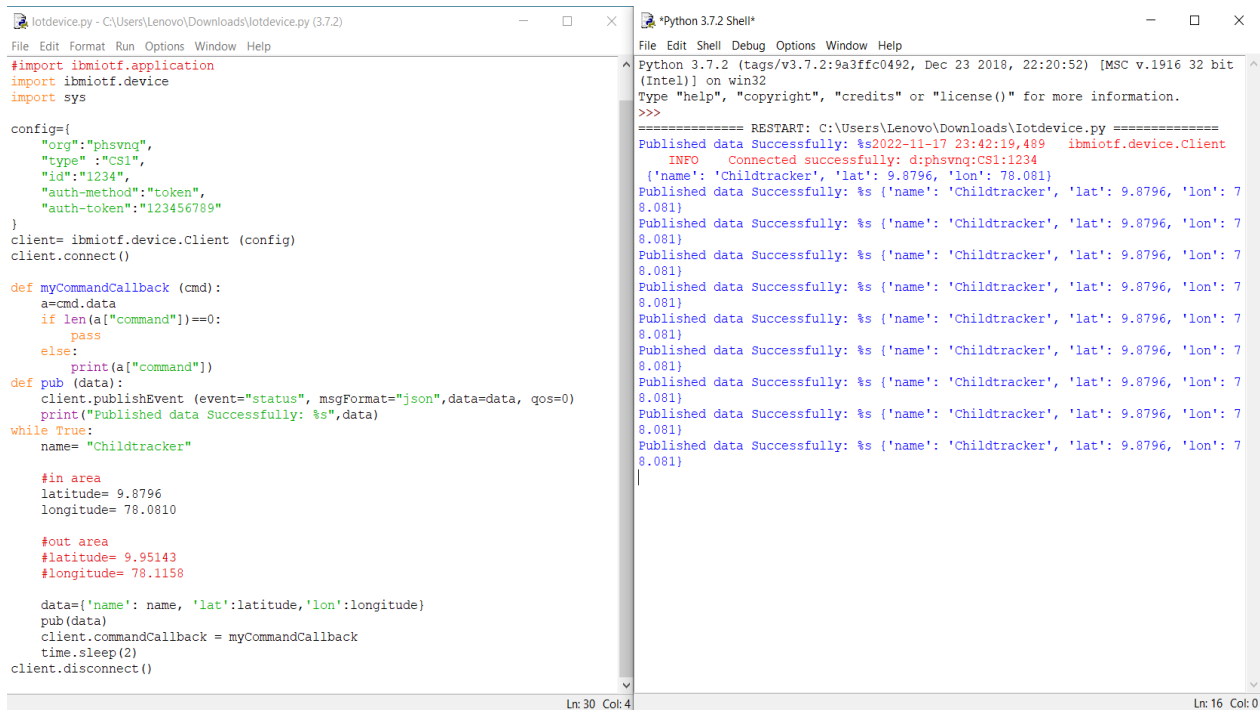 Iotdevice.py - C:\Users\Lenovo\Downloads\Iotdevice.py (3.7.2)
File Edit Format Run Options Window Help
#import ibmiotf.application
import ibmiotf.device
import sys
config={
"org":"phsvnq",
"type" :"CS1",
"id":"1234",
"auth-method":"token",
"auth-token":"123456789"
}
client= ibmiotf.device.Client (config)
client.connect()
def myCommandCallback (cmd):
a=cmd.data
if len(a["command"])==0:
pass
else:
print(a["command"])
def pub (data):
client.publishEvent (event="status", msgFormat="json",data=data, qos=0)
print("Published data Successfully: %s",data)
while True:
name= "Childtracker"
#in area
latitude= 9.8796
longitude= 78.0810
#out area
#latitude= 9.95143
#longitude= 78.1158
data={'name': name, 'lat':latitude,'lon':longitude}
pub(data)
client.commandCallback = myCommandCallback
time.sleep(2)
client.disconnect()
Ln: 30 Col: 4
*Python 3.7.2 Shell*
File Edit Shell Debug Options Window Help
Python 3.7.2 (tags/v3.7.2:9a3ffc0492, Dec 23 2018, 22:20:52) [MSC v.1916 32 bit
(Intel)] on win32
Type "help", "copyright", "credits" or "license()" for more information.
>>>
============== RESTART: C:\Users\Lenovo\Downloads\Iotdevice.py ==============
Published data Successfully: %s2022-11-17 23:42:19,489 ibmiotf.device.Client
INFO Connected successfully: d:phsvnq:CS1:1234
{'name': 'Childtracker', 'lat': 9.8796, 'lon': 78.081}
Published data Successfully: %s {'name': 'Childtracker', 'lat': 9.8796, 'lon': 7
8.081}
Published data Successfully: %s {'name': 'Childtracker', 'lat': 9.8796, 'lon': 7
8.081}
Published data Successfully: %s {'name': 'Childtracker', 'lat': 9.8796, 'lon': 7
8.081}
Published data Successfully: %s {'name': 'Childtracker', 'lat': 9.8796, 'lon': 7
8.081}
Published data Successfully: %s {'name': 'Childtracker', 'lat': 9.8796, 'lon': 7
8.081}
Published data Successfully: %s {'name': 'Childtracker', 'lat': 9.8796, 'lon': 7
8.081}
Published data Successfully: %s {'name': 'Childtracker', 'lat': 9.8796, 'lon': 7
8.081}
Published data Successfully: %s {'name': 'Childtracker', 'lat': 9.8796, 'lon': 7
8.081}
Published data Successfully: %s {'name': 'Childtracker', 'lat': 9.8796, 'lon': 7
8.081}
Ln: 16 Col: 0